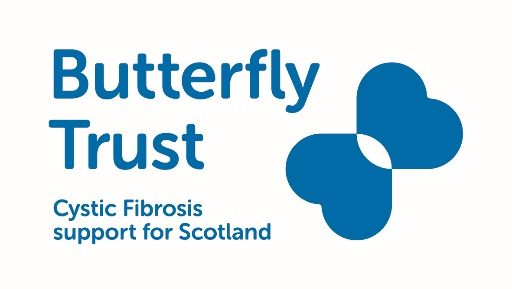 Butterfly
Trust
Cystic Fibrosis
support for Scotland